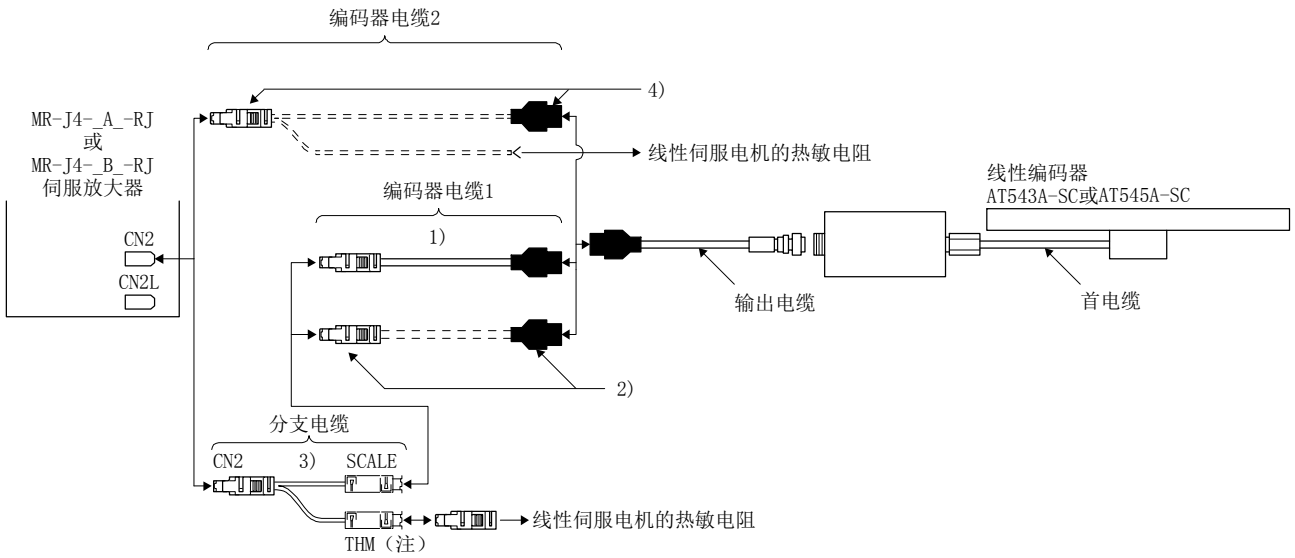 编码器电缆2
4)
MR-J4-_A_-RJ
或
MR-J4-_B_-RJ
伺服放大器
线性伺服电机的热敏电阻
编码器电缆1
1)
线性编码器
AT543A-SC或AT545A-SC
CN2
CN2L
输出电缆
首电缆
2)
分支电缆
CN2
3)
SCALE
线性伺服电机的热敏电阻
THM（注）